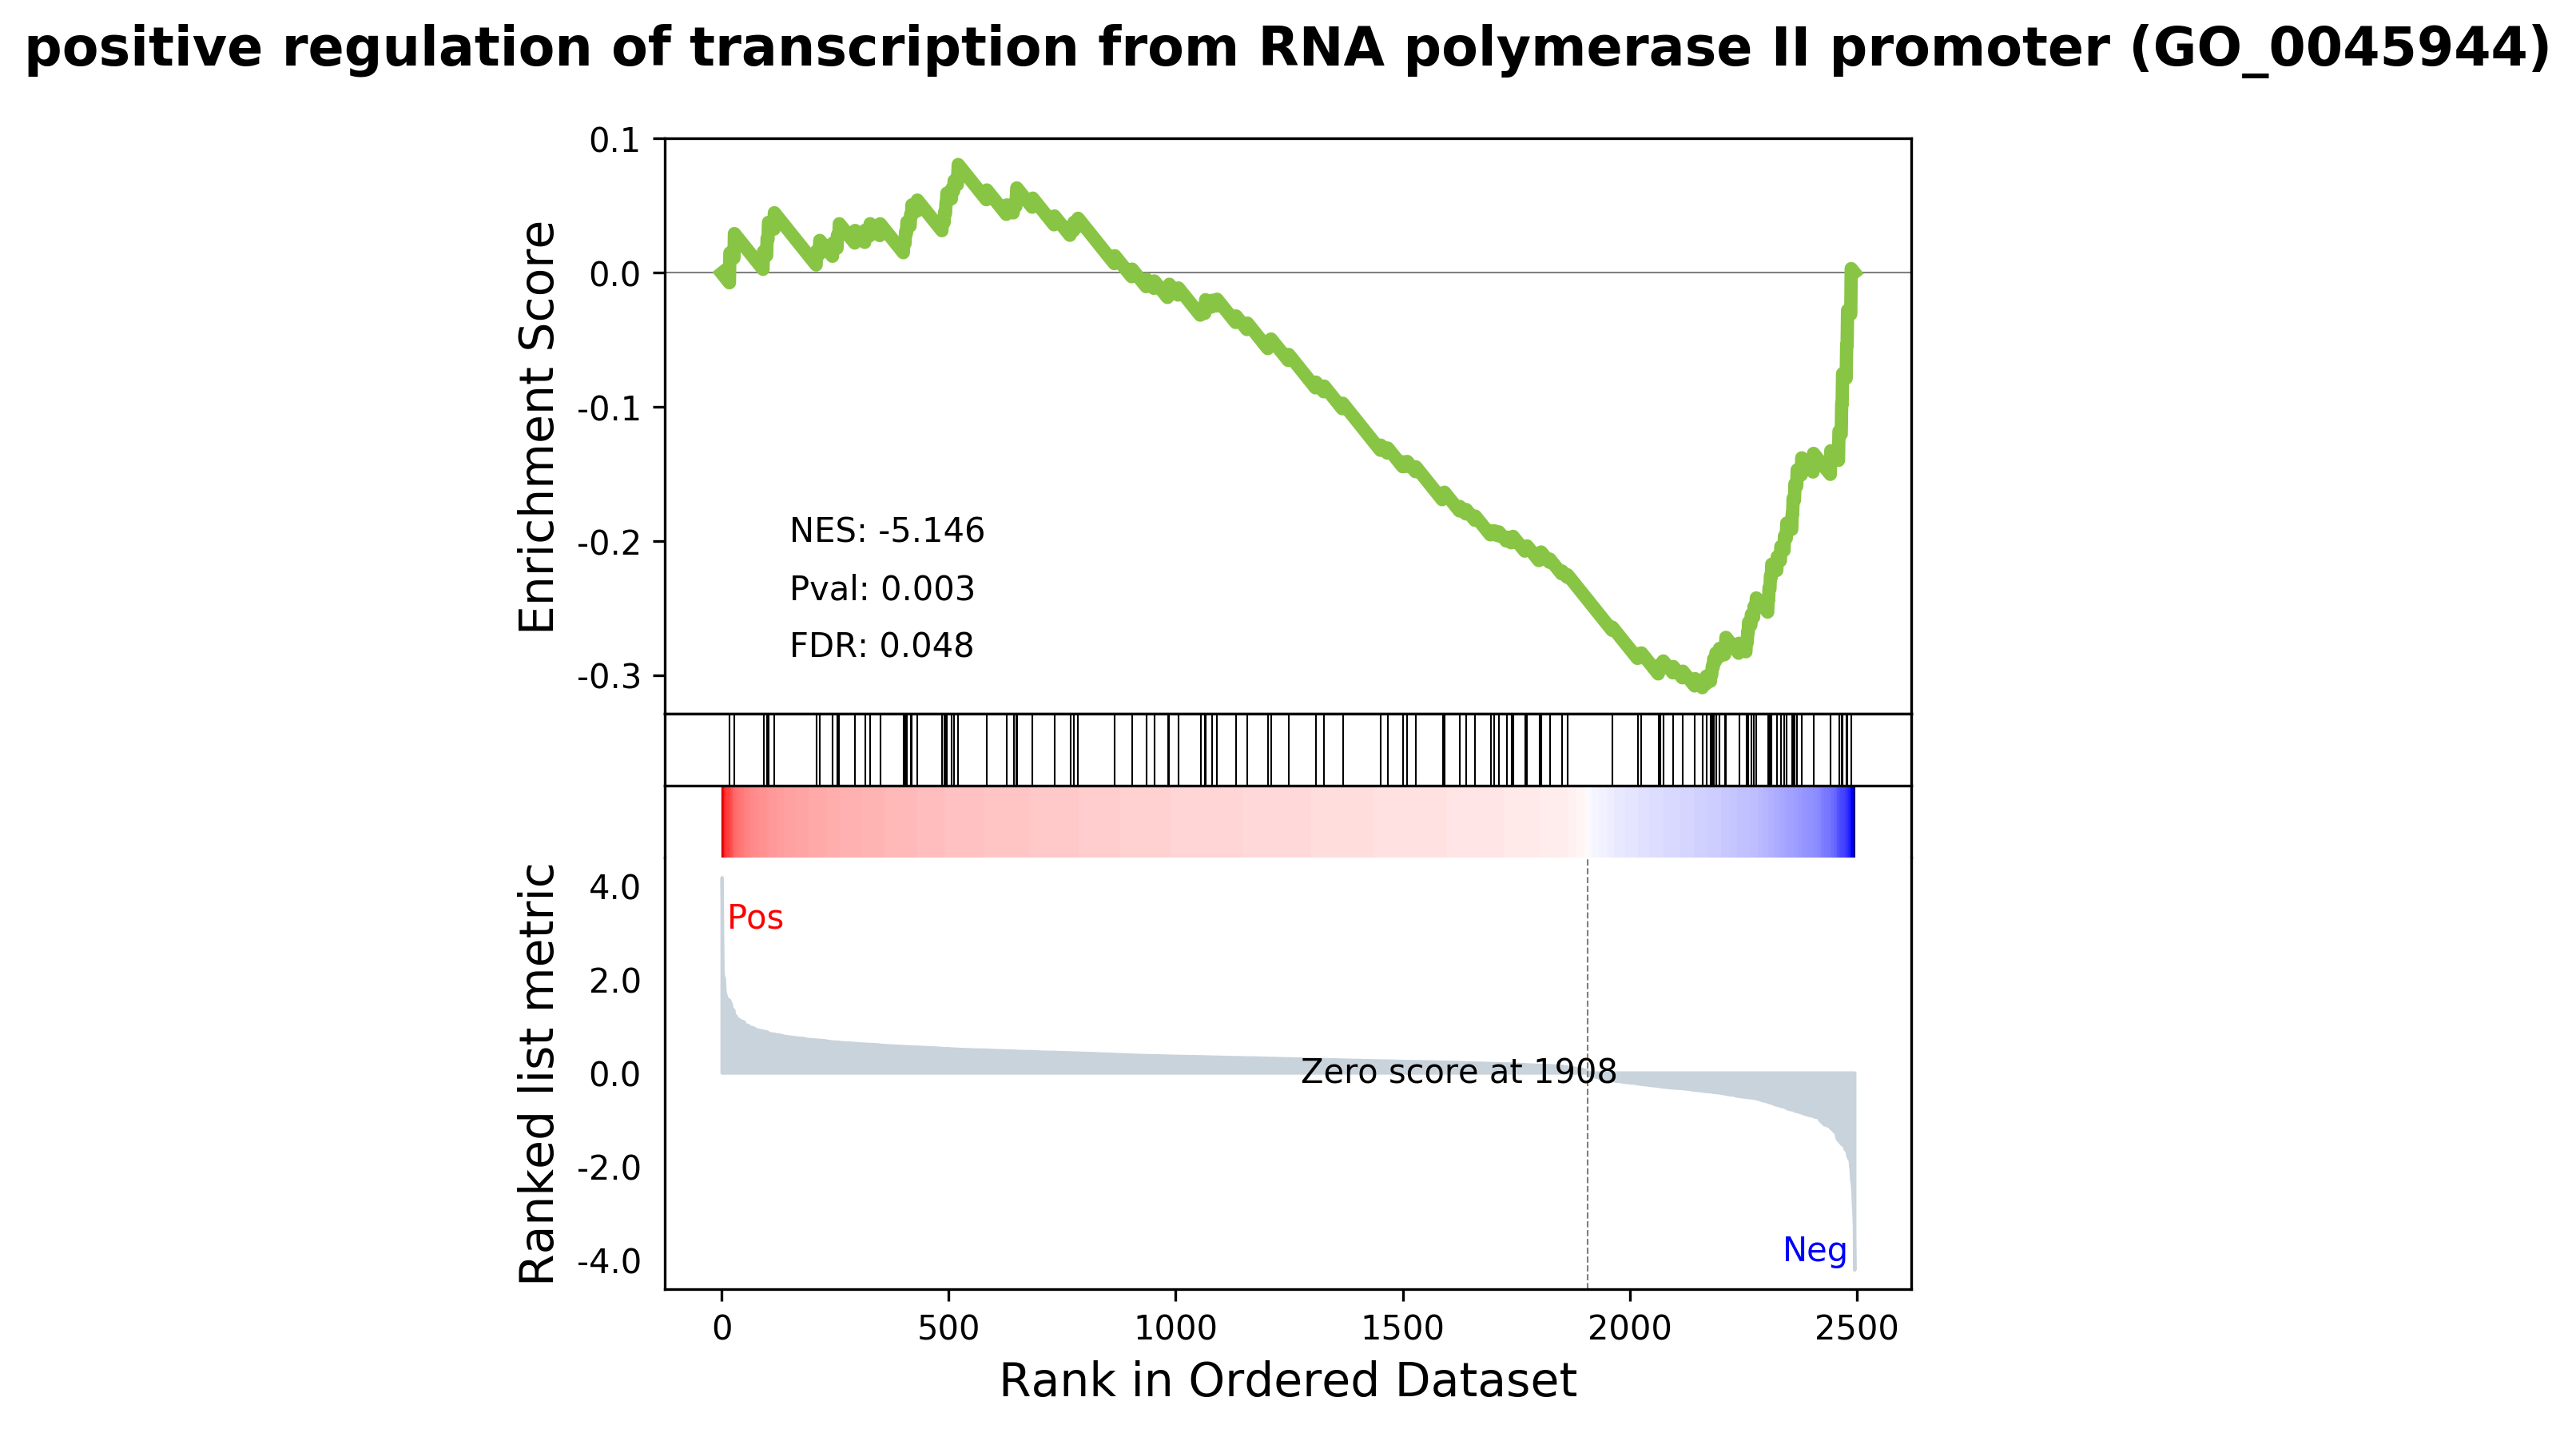 positive regulation of transcription from RNA polymerase II promoter (GO_0045944)
0.1
0.0
-0.1
-0.2
-0.3
Enrichment Score
NES: -5.146
Pval: 0.003
FDR: 0.048
4.0
2.0
0.0
-2.0
-4.0
Ranked list metric
Pos
Zero score at 1908
Neg
0 500 1000 1500 2000 2500
Rank in Ordered Dataset